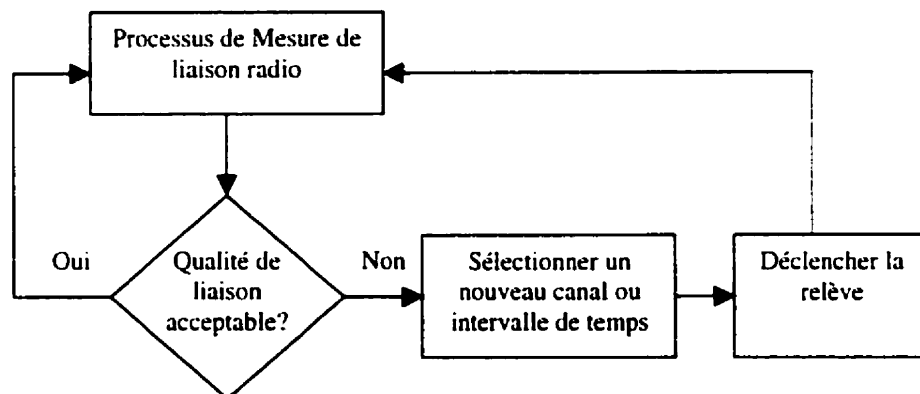 Processus de Mesure de
liaison radio
Oui
Qualité de
liaison
acceptable?
Non
Sélectionner un
nouveau canal ou
intervalle de temps
Déclencher la
relève